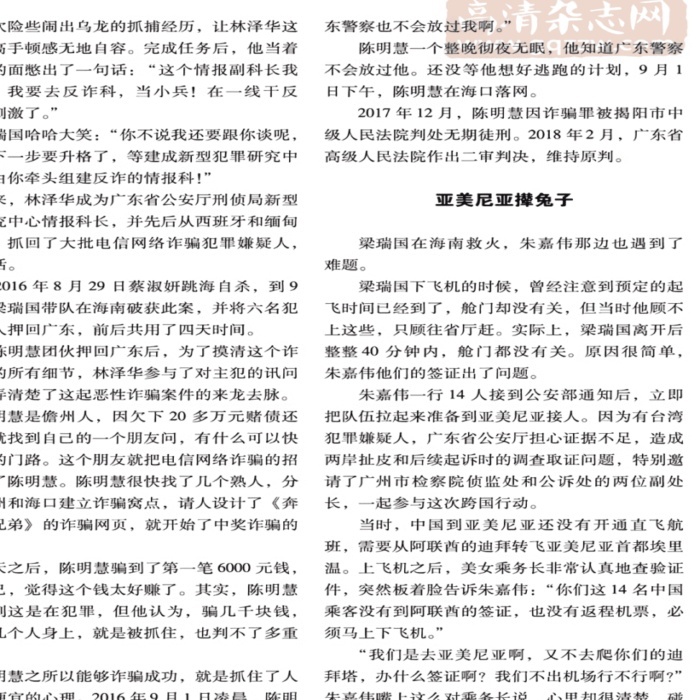 次险些闹出乌龙的抓捕经历，让林泽华这
高手顿感无地自容。完成任务后，他当着
的面憋出了一句话：“这个情报副科长我
我要去反诈科，当小兵！在一线干反
刺激了。”
瑞国哈哈大笑：“你不说我还要跟你谈呢，
下一步要升格了，等建成新型犯罪研究中
由你牵头组建反诈的情报科！”
来，林泽华成为广东省公安厅刑侦局新型
究中心情报科长，并先后从西班牙和缅甸
抓回了大批电信网络诈骗犯罪嫌疑人，
舌。
2016年8月29日蔡淑妍跳海自杀，到9
梁瑞国带队在海南破获此案，并将六名犯
人押回广东，前后共用了四天时间。
陈明慧团伙押回广东后，为了摸清这个诈
的所有细节，林泽华参与了对主犯的讯问
弄清楚了这起恶性诈骗案件的来龙去脉。
明慧是儋州人，因欠下20多万元赌债还
就找到自己的一个朋友问，有什么可以快
的门路。这个朋友就把电信网络诈骗的招
了陈明慧。陈明慧很快找了几个熟人，分
州和海口建立诈骗窝点，请人设计了《奔
兄弟》的诈骗网页，就开始了中奖诈骗的
天之后，陈明慧骗到了第一笔6000元钱，
已，觉得这个钱太好赚了。其实，陈明慧
到这是在犯罪，但他认为，骗几千块钱，
几个人身上，就是被抓住，也判不了多重
明慧之所以能够诈骗成功，就是抓住了人
便宜的心理。2016年9月1日凌晨，陈明
高清杂志网
东警察也不会放过我啊。”
陈明慧一个整晚彻夜无眠，他知道广东警察
不会放过他。还没等他想好逃跑的计划，9月1
日下午，陈明慧在海口落网。
2017年12月，陈明慧因诈骗罪被揭阳市中
级人民法院判处无期徒刑。2018年2月，广东省
高级人民法院作出二审判决，维持原判。
亚美尼亚撵兔子
梁瑞国在海南救火，朱嘉伟那边也遇到了
难题。
梁瑞国下飞机的时候，曾经注意到预定的起
飞时间已经到了，舱门却没有关，但当时他顾不
上这些，只顾往省厅赶。实际上，梁瑞国离开后
整整40分钟内，舱门都没有关。原因很简单，
朱嘉伟他们的签证出了问题。
朱嘉伟一行14人接到公安部通知后，立即
把队伍拉起来准备到亚美尼亚接人。因为有台湾
犯罪嫌疑人，广东省公安厅担心证据不足，造成
两岸扯皮和后续起诉时的调查取证问题，特别邀
请了广州市检察院侦监处和公诉处的两位副处
长，一起参与这次跨国行动。
当时，中国到亚美尼亚还没有开通直飞航
班，需要从阿联酋的迪拜转飞亚美尼亚首都埃里
温。上飞机之后，美女乘务长非常认真地查验证
件，突然板着脸告诉朱嘉伟：“你们这14名中国
乘客没有到阿联酋的签证，也没有返程机票，必
须马上下飞机。”
“我们是去亚美尼亚啊，又不去爬你们的迪
拜塔，办什么签证啊？我们不出机场行不行啊？”
朱嘉伟嘴上这么对乘务长说，心里却很清楚，碰